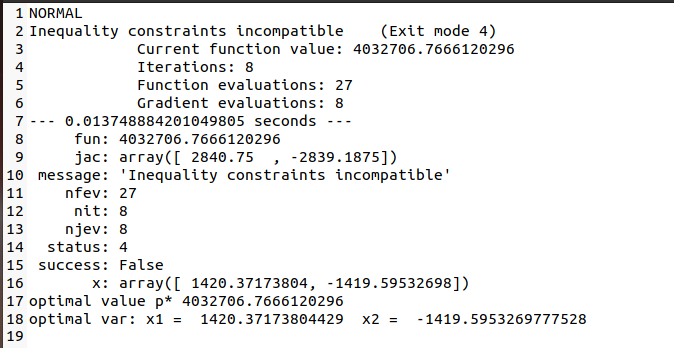 1 NORMAL
2 Inequality constraints incompatible    (Exit mode 4)
3             Current function value: 4032706.7666120296
4             Iterations: 8
5             Function evaluations: 27
6             Gradient evaluations: 8
7 --- 0.013748884201049805 seconds ---
8      fun: 4032706.7666120296
9      jac: array([ 2840.75  , -2839.1875])
10  message: 'Inequality constraints incompatible'
11     nfev: 27
12      nit: 8
13     njev: 8
14   status: 4
15  success: False
16        x: array([ 1420.37173804, -1419.59532698])
17 optimal value p* 4032706.7666120296
18 optimal var: x1 =  1420.37173804429  x2 =  -1419.5953269777528
19